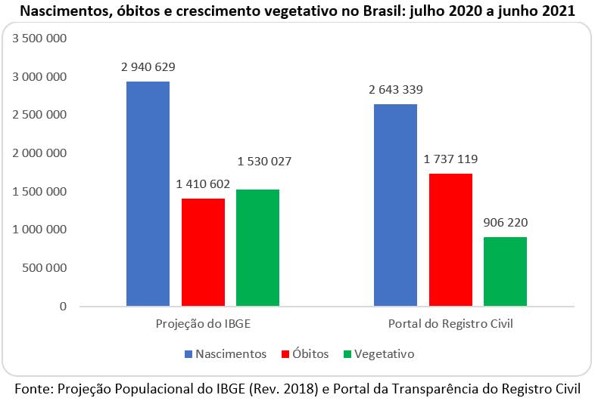 Nascimentos, óbitos e crescimento vegetativo no Brasil: julho 2020 a junho 2021
3 500 000
3 000 000
2 500 000
2 000 000
1 500 000
1 000 000
500 000
0
2 940 629
1 410 602
1 530 027
2 643 339
1 737 119
906 220
Projeção do IBGE
Portal do Registro Civil
Nascimentos
Óbitos
Vegetativo
Fonte: Projeção Populacional do IBGE (Rev. 2018) e Portal da Transparência do Registro Civil